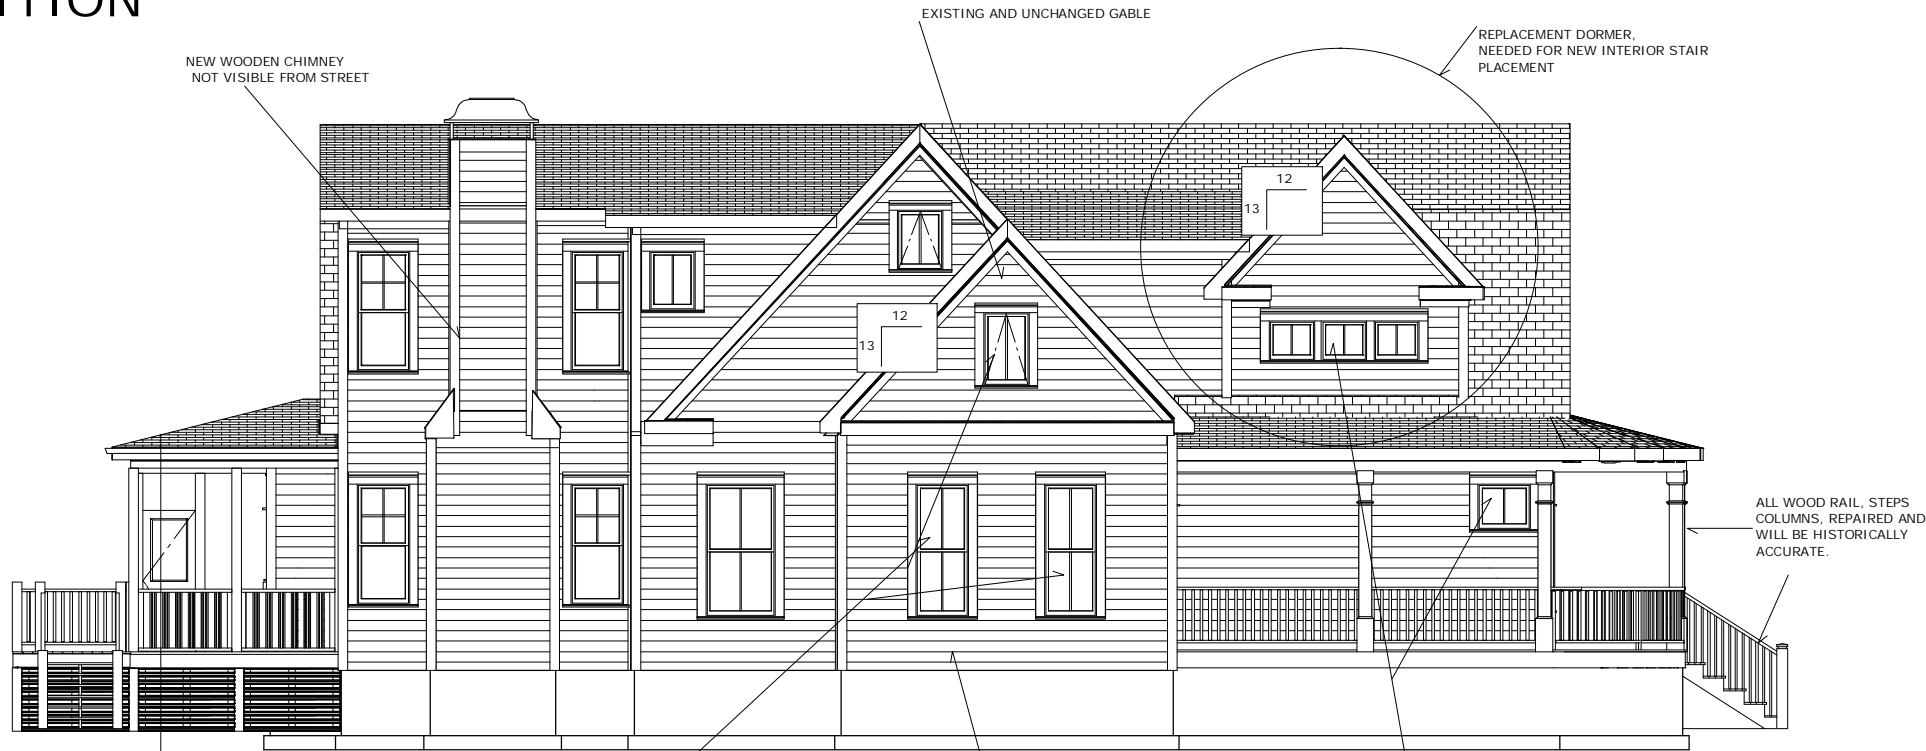 EXISTING AND UNCHANGED GABLE
REPLACEMENT DORMER,
NEEDED FOR NEW INTERIOR STAIR
PLACEMENT
NEW WOODEN CHIMNEY
NOT VISIBLE FROM STREET
12
13
12
13
ALL WOOD RAIL, STEPS
COLUMNS, REPAIRED AND
WILL BE HISTORICALLY
ACCURATE.